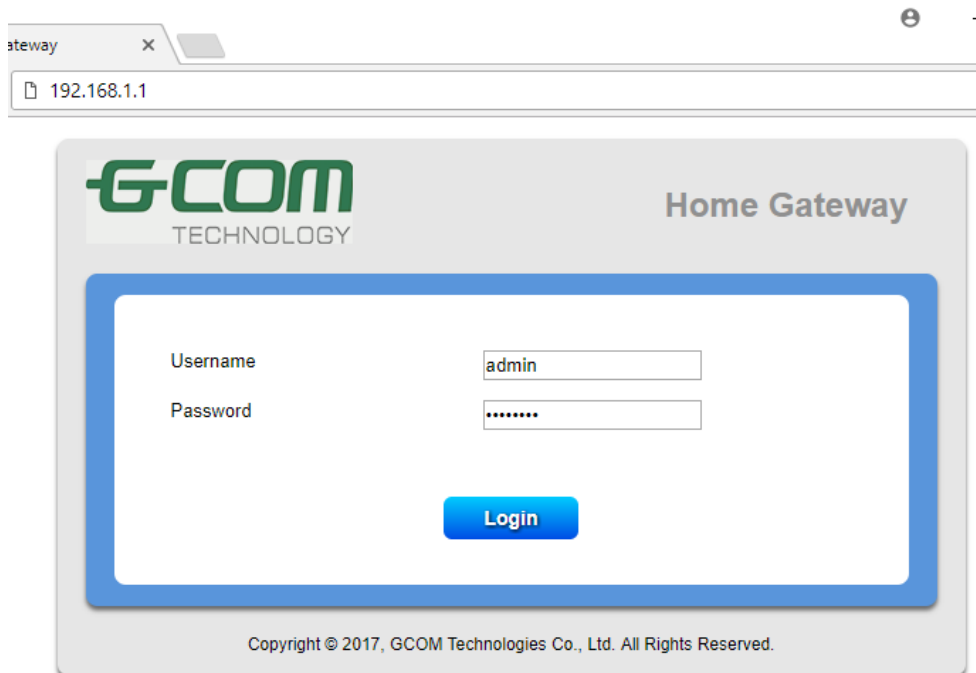 ateway
192.168.1.1
GCOM
TECHNOLOGY
Home Gateway
Username
admin
Password
••••••••
Login
Copyright © 2017, GCOM Technologies Co., Ltd. All Rights Reserved.